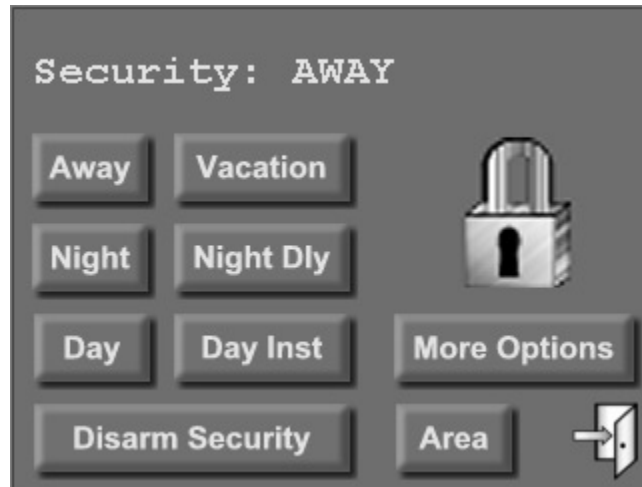 Security: AWAY
Away Vacation
Night Night Dly
Day Day Inst More Options
Disarm Security Area